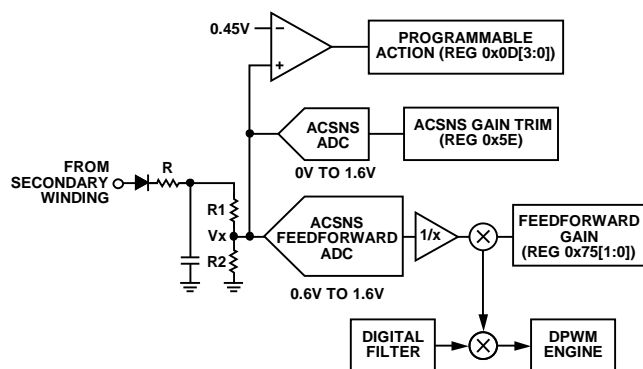 0.45V
−
+
PROGRAMMABLE
ACTION (REG 0x0D[3:0])
ACSNS
ADC
0V TO 1.6V
ACSNS GAIN TRIM
(REG 0x5E)
FROM
SECONDARY
WINDING
R
R1
Vx
R2
ACSNS
FEEDFORWARD
ADC
0.6V TO 1.6V
1/x
×
FEEDFORWARD
GAIN
(REG 0x75[1:0])
DIGITAL
FILTER
×
DPWM
ENGINE